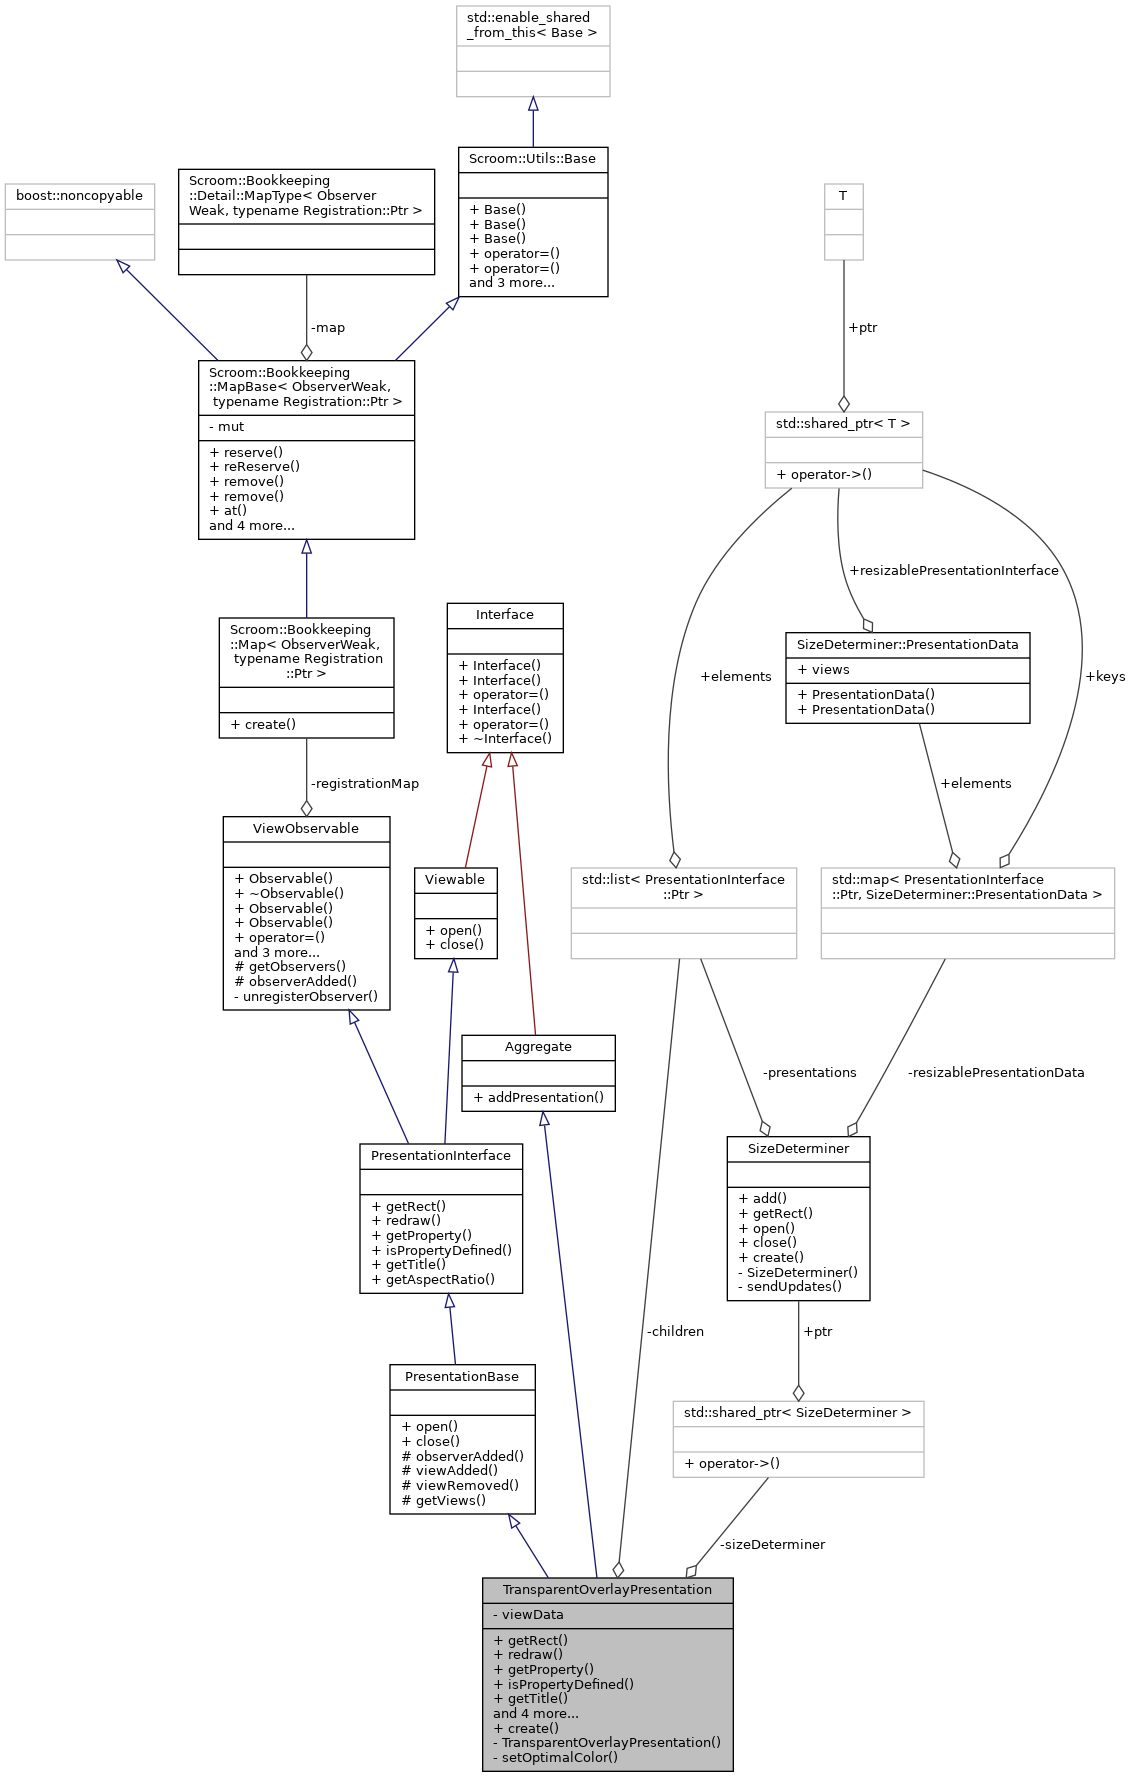 std::enable_shared
_from_this< Base >
Scroom::Utils::Base
+ Base()
+ Base()
+ Base()
+ operator=()
+ operator=()
and 3 more...
boost::noncopyable
Scroom::Bookkeeping
::Detail::MapType< Observer
Weak, typename Registration::Ptr >
T
-map
+ptr
Scroom::Bookkeeping
::MapBase< ObserverWeak,
typename Registration::Ptr >
- mut
+ reserve()
+ reReserve()
+ remove()
+ remove()
+ at()
and 4 more...
std::shared_ptr< T >
+ operator->()
+resizablePresentationInterface
+elements
+keys
Scroom::Bookkeeping
::Map< ObserverWeak,
typename Registration
::Ptr >
+ create()
Interface
+ Interface()
+ Interface()
+ operator=()
+ Interface()
+ operator=()
+ ~Interface()
SizeDeterminer::PresentationData
+ views
+ PresentationData()
+ PresentationData()
-registrationMap
+elements
ViewObservable
+ Observable()
+ ~Observable()
+ Observable()
+ Observable()
+ operator=()
and 3 more...
# getObservers()
# observerAdded()
- unregisterObserver()
Viewable
+ open()
+ close()
std::list< PresentationInterface
::Ptr >
std::map< PresentationInterface
::Ptr, SizeDeterminer::PresentationData >
Aggregate
+ addPresentation()
-presentations
-resizablePresentationData
PresentationInterface
+ getRect()
+ redraw()
+ getProperty()
+ isPropertyDefined()
+ getTitle()
+ getAspectRatio()
SizeDeterminer
+ add()
+ getRect()
+ open()
+ close()
+ create()
- SizeDeterminer()
- sendUpdates()
-children
+ptr
PresentationBase
+ open()
+ close()
# observerAdded()
# viewAdded()
# viewRemoved()
# getViews()
std::shared_ptr< SizeDeterminer >
+ operator->()
-sizeDeterminer
TransparentOverlayPresentation
- viewData
+ getRect()
+ redraw()
+ getProperty()
+ isPropertyDefined()
+ getTitle()
and 4 more...
+ create()
- TransparentOverlayPresentation()
- setOptimalColor()